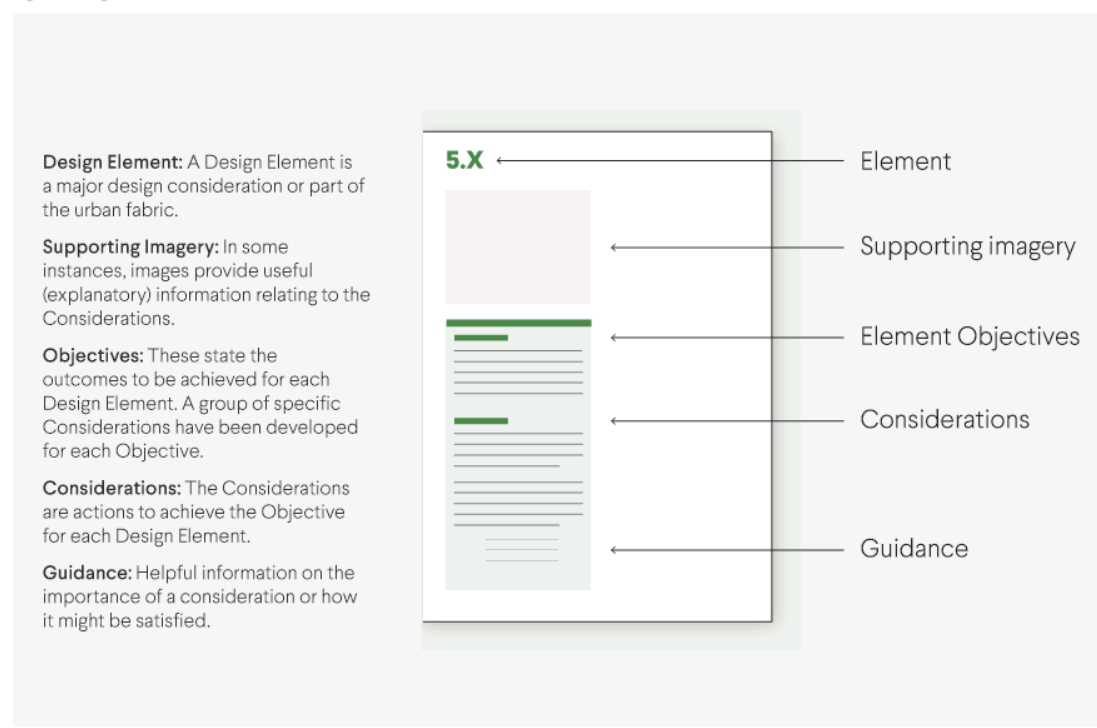 Design Element: A Design Element is
a major design consideration or part of
the urban fabric.
Supporting Imagery: In some
instances, images provide useful
(explanatory) information relating to the
Considerations.
Objectives: These state the
outcomes to be achieved for each
Design Element. A group of specific
Considerations have been developed
for each Objective.
Considerations: The Considerations
are actions to achieve the Objective
for each Design Element.
Guidance: Helpful information on the
importance of a consideration or how
it might be satisfied.
5.X
Element
Supporting imagery
Element Objectives
Considerations
Guidance